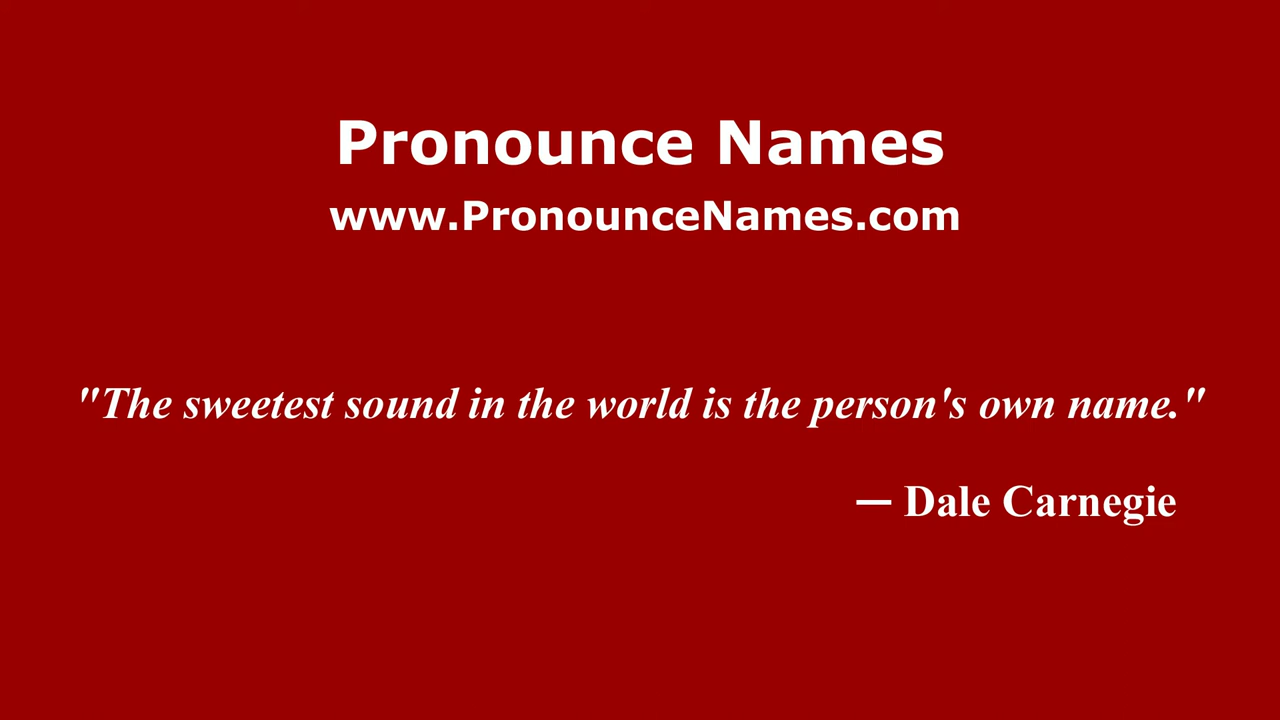 Pronounce Names
www.PronounceNames.com
"The sweetest sound in the world is the person's own name."
— Dale Carnegie